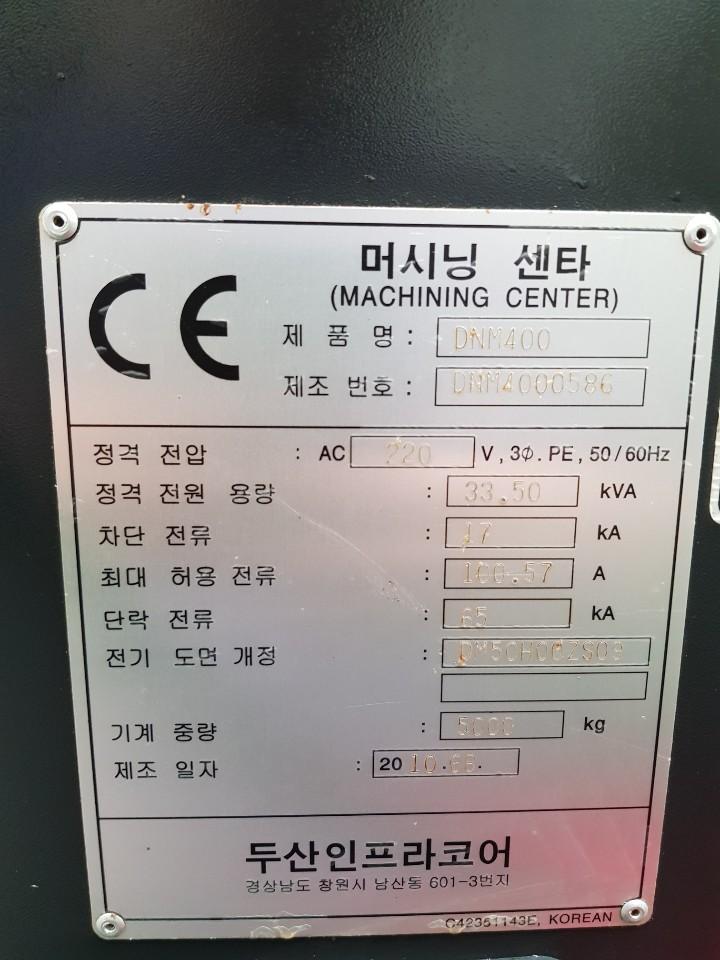 CE
머시닝 센타
(MACHINING CENTER)
제 품 명 : DNM400
제조 번호 : DNM4000586
정격 전압 : AC 220 V, 3Φ. PE, 50/60Hz
정격 전원 용량 : 33.50 kVA
차단 전류 : 17 kA
최대 허용 전류 : 100.57 A
단락 전류 : 65 kA
전기 도면 개정 :
기계 중량 : 5000 kg
제조 일자 : 20 10.
두산인프라코어
경상남도 창원시 남산동 601-3번지
C42361143E, KOREAN